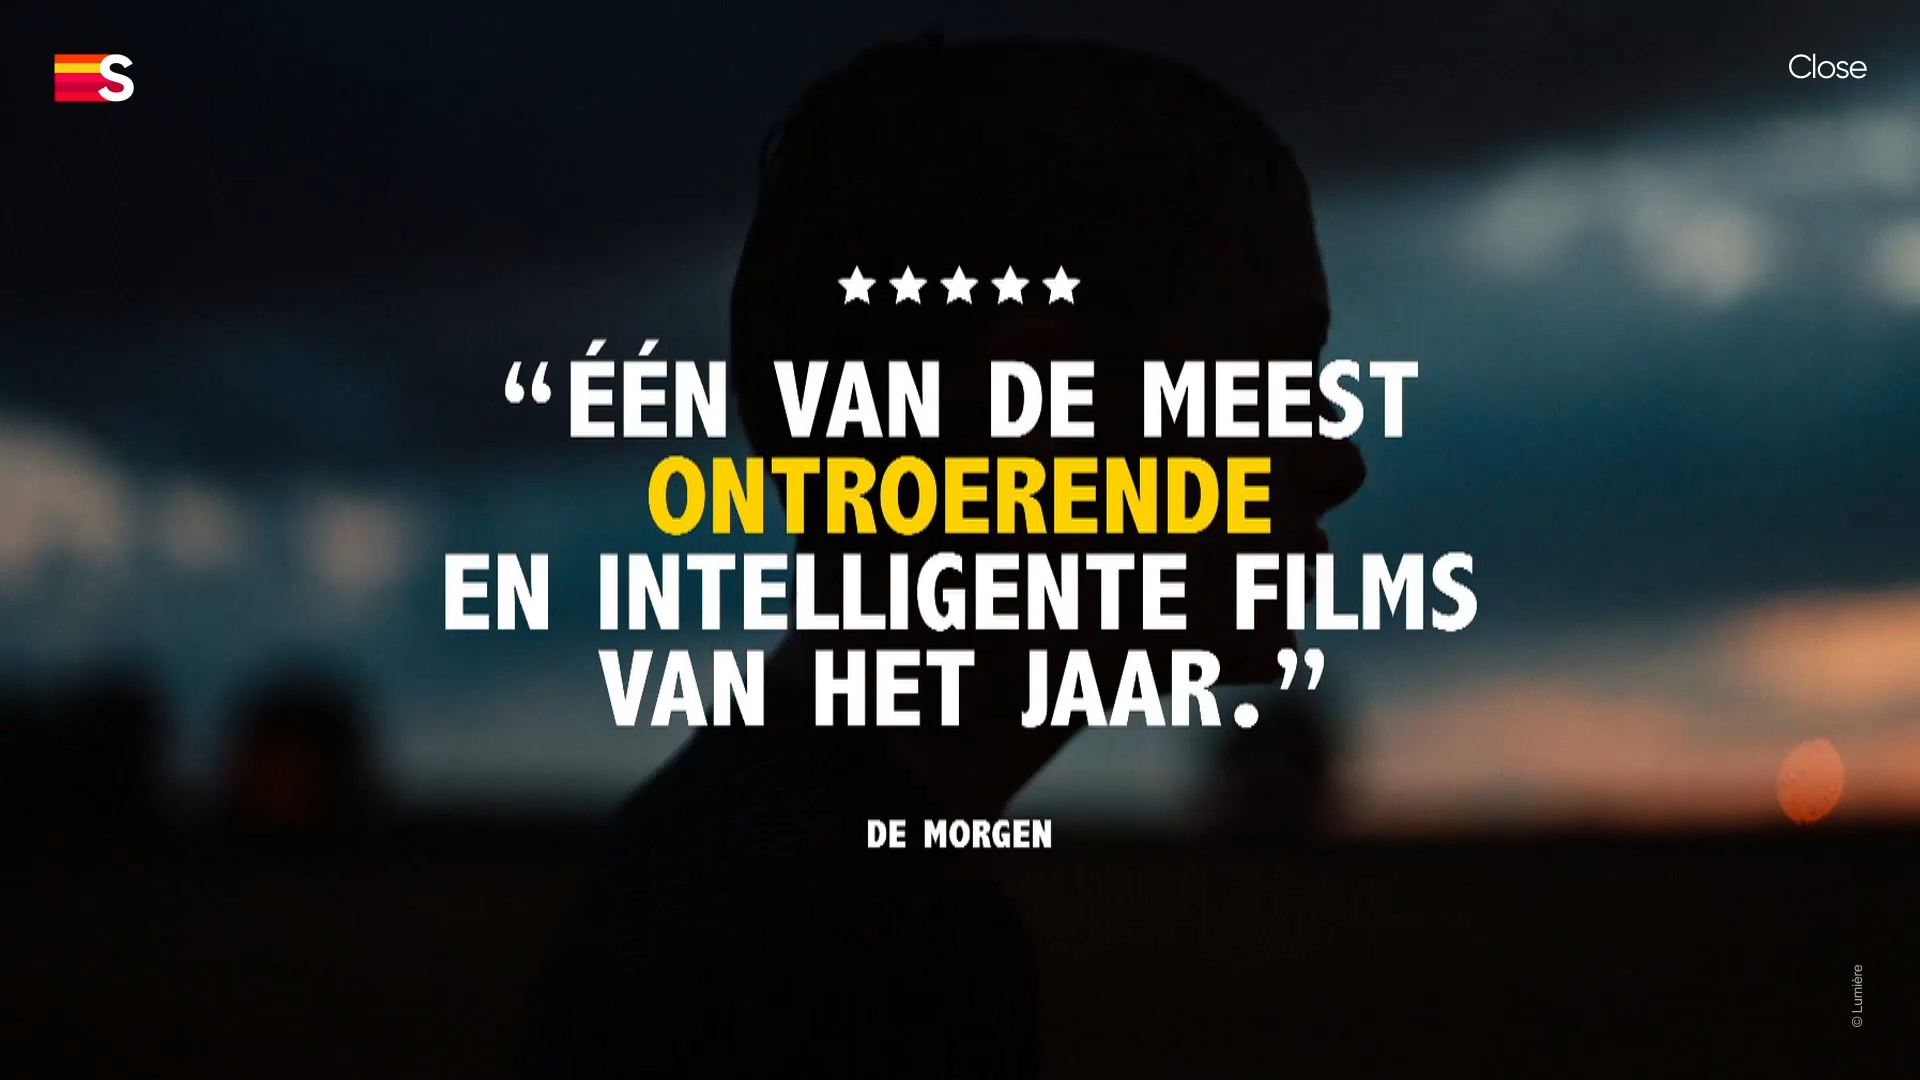 S
Close
★★★★★
“ÉÉN VAN DE MEEST
ONTROERENDE
EN INTELLIGENTE FILMS
VAN HET JAAR.”
DE MORGEN
© Lumière